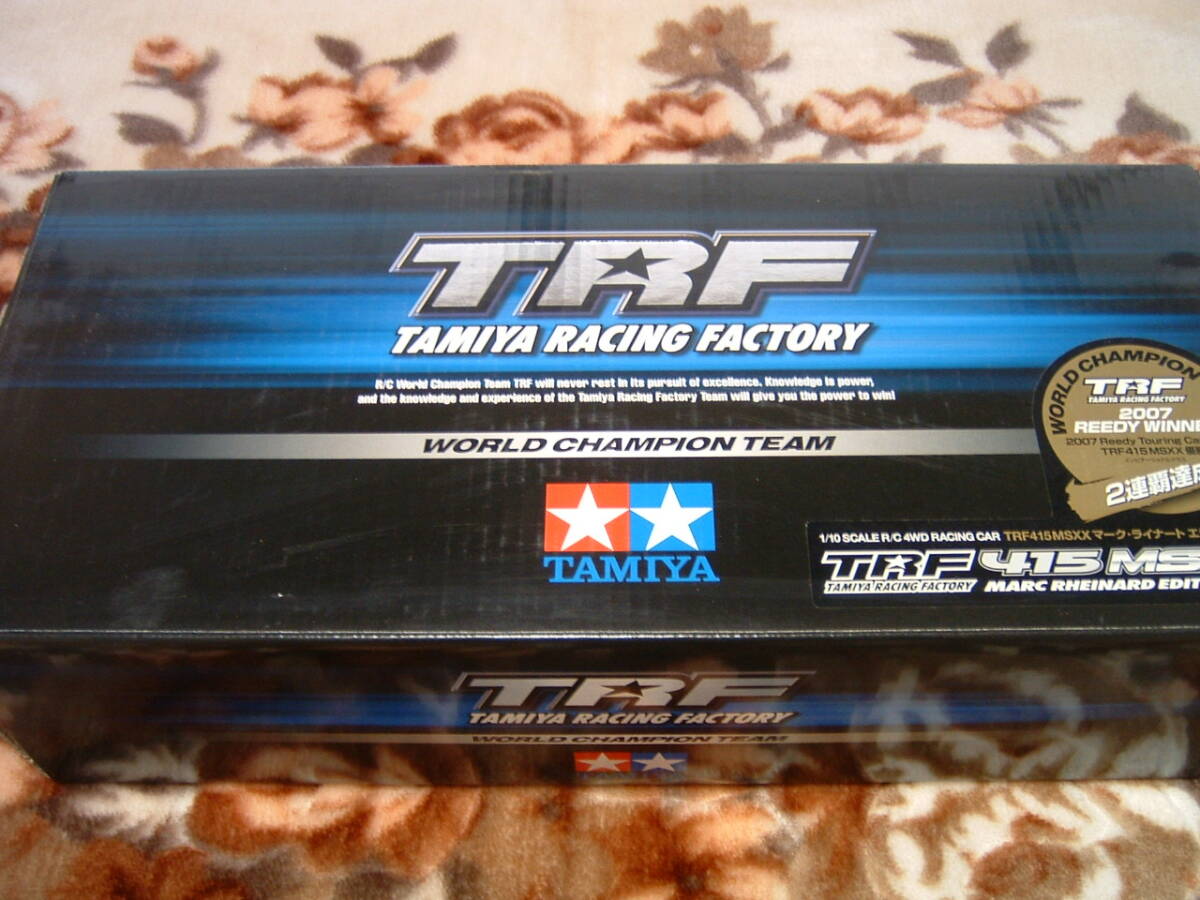 TRF
TAMIYA RACING FACTORY
R/C World Champion Team TRF will never rest in its pursuit of excellence. Knowledge is power,
and the knowledge and experience of the Tamiya Racing Factory Team will give you the power to win!
WORLD CHAMPION TEAM
TAMIYA
WORLD CHAMPION
TRF
TAMIYA RACING FACTORY
2007
REEDY WINNE
2007 Reedy Touring Ca
TRF415MSXX
2連覇達成
1/10 SCALE R/C 4WD RACING CAR TRF415MSXX マーク・ライナート エ
TRF 415 MS
TAMIYA RACING FACTORY MARC RHEINARD EDIT
TRF
TAMIYA RACING FACTORY
WORLD CHAMPION TEAM